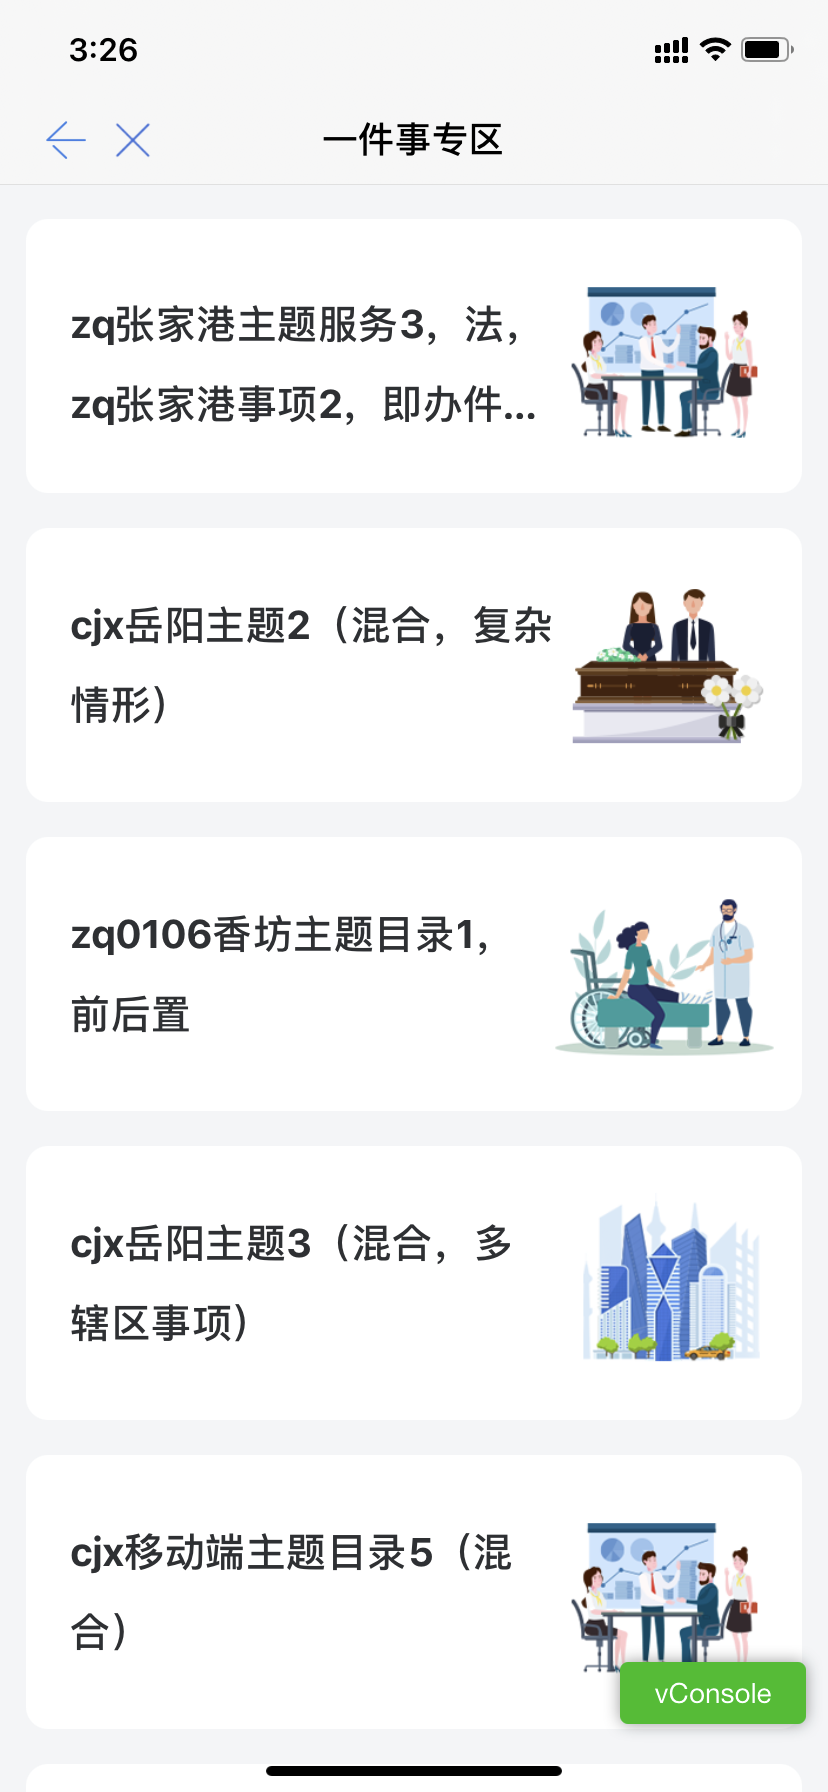 3:26
一件事专区
zq张家港主题服务3，法，
zq张家港事项2，即办件...
cjx岳阳主题2（混合，复杂
情形）
zq0106香坊主题目录1，
前后置
cjx岳阳主题3（混合，多
辖区事项）
cjx移动端主题目录5（混
合）
vConsole